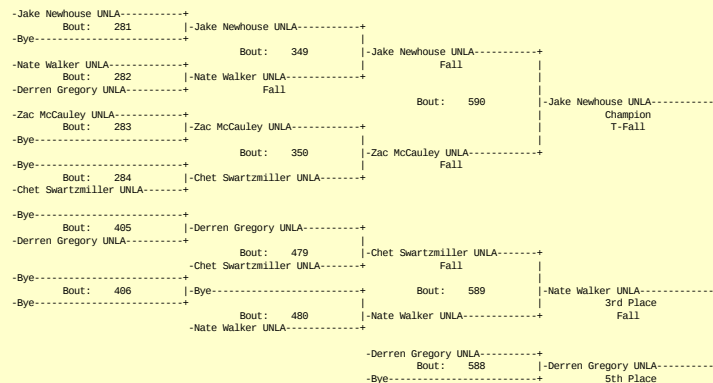 -Jake Newhouse UNLA-----------+
Bout: 281 |-Jake Newhouse UNLA-----------+
-Bye--------------------------+ |
Bout: 349 |-Jake Newhouse UNLA-----------+
-Nate Walker UNLA-------------+ | Fall |
Bout: 282 |-Nate Walker UNLA-------------+ |
-Derren Gregory UNLA----------+ Fall |
Bout: 590 |-Jake Newhouse UNLA-----------
-Zac McCauley UNLA------------+ | Champion
Bout: 283 |-Zac McCauley UNLA------------+ | T-Fall
-Bye--------------------------+ | |
Bout: 350 |-Zac McCauley UNLA------------+
-Bye--------------------------+ | Fall
Bout: 284 |-Chet Swartzmiller UNLA-------+
-Chet Swartzmiller UNLA-------+
-Bye--------------------------+
Bout: 405 |-Derren Gregory UNLA----------+
-Derren Gregory UNLA----------+ |
Bout: 479 |-Chet Swartzmiller UNLA-------+
-Chet Swartzmiller UNLA-------+ Fall |
-Bye--------------------------+ |
Bout: 406 |-Bye--------------------------+ Bout: 589 |-Nate Walker UNLA-------------
-Bye--------------------------+ | | 3rd Place
Bout: 480 |-Nate Walker UNLA-------------+ Fall
-Nate Walker UNLA-------------+
-Derren Gregory UNLA----------+
Bout: 588 |-Derren Gregory UNLA----------
-Bye--------------------------+ 5th Place